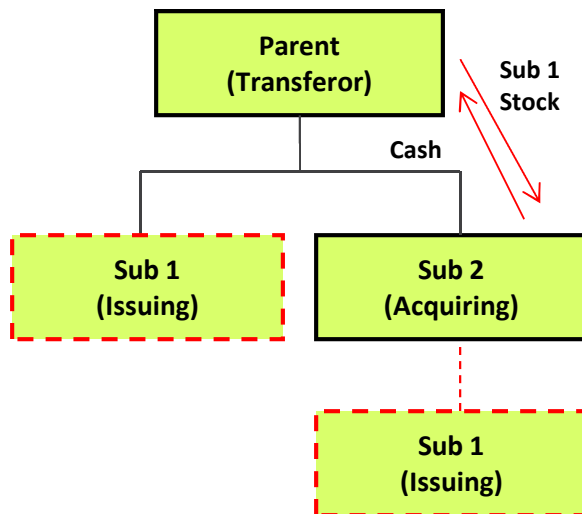 Parent
(Transferor)
Sub 1
Stock
Cash
Sub 1
(Issuing)
Sub 2
(Acquiring)
Sub 1
(Issuing)